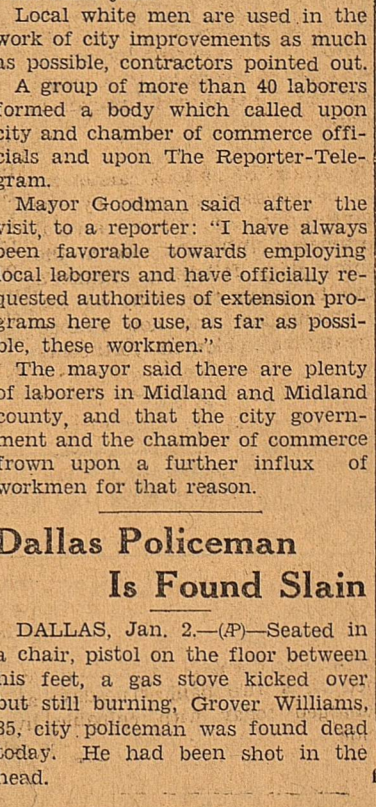 Local white men are used in the
work of city improvements as much
as possible, contractors pointed out.
A group of more than 40 laborers
formed a body which called upon
city and chamber of commerce offi-
cials and upon The Reporter-Tele-
gram.
Mayor Goodman said after the
visit, to a reporter: "I have always
been favorable towards employing
local laborers and have officially re-
quested authorities of extension pro-
grams here to use, as far as possi-
ble, these workmen."
The mayor said there are plenty
of laborers in Midland and Midland
county, and that the city govern-
ment and the chamber of commerce
frown upon a further influx of
workmen for that reason.
Dallas Policeman
Is Found Slain
DALLAS, Jan. 2.—(AP)—Seated in
a chair, pistol on the floor between
his feet, a gas stove kicked over
but still burning, Grover Williams,
35, city policeman was found dead
today. He had been shot in the
head.